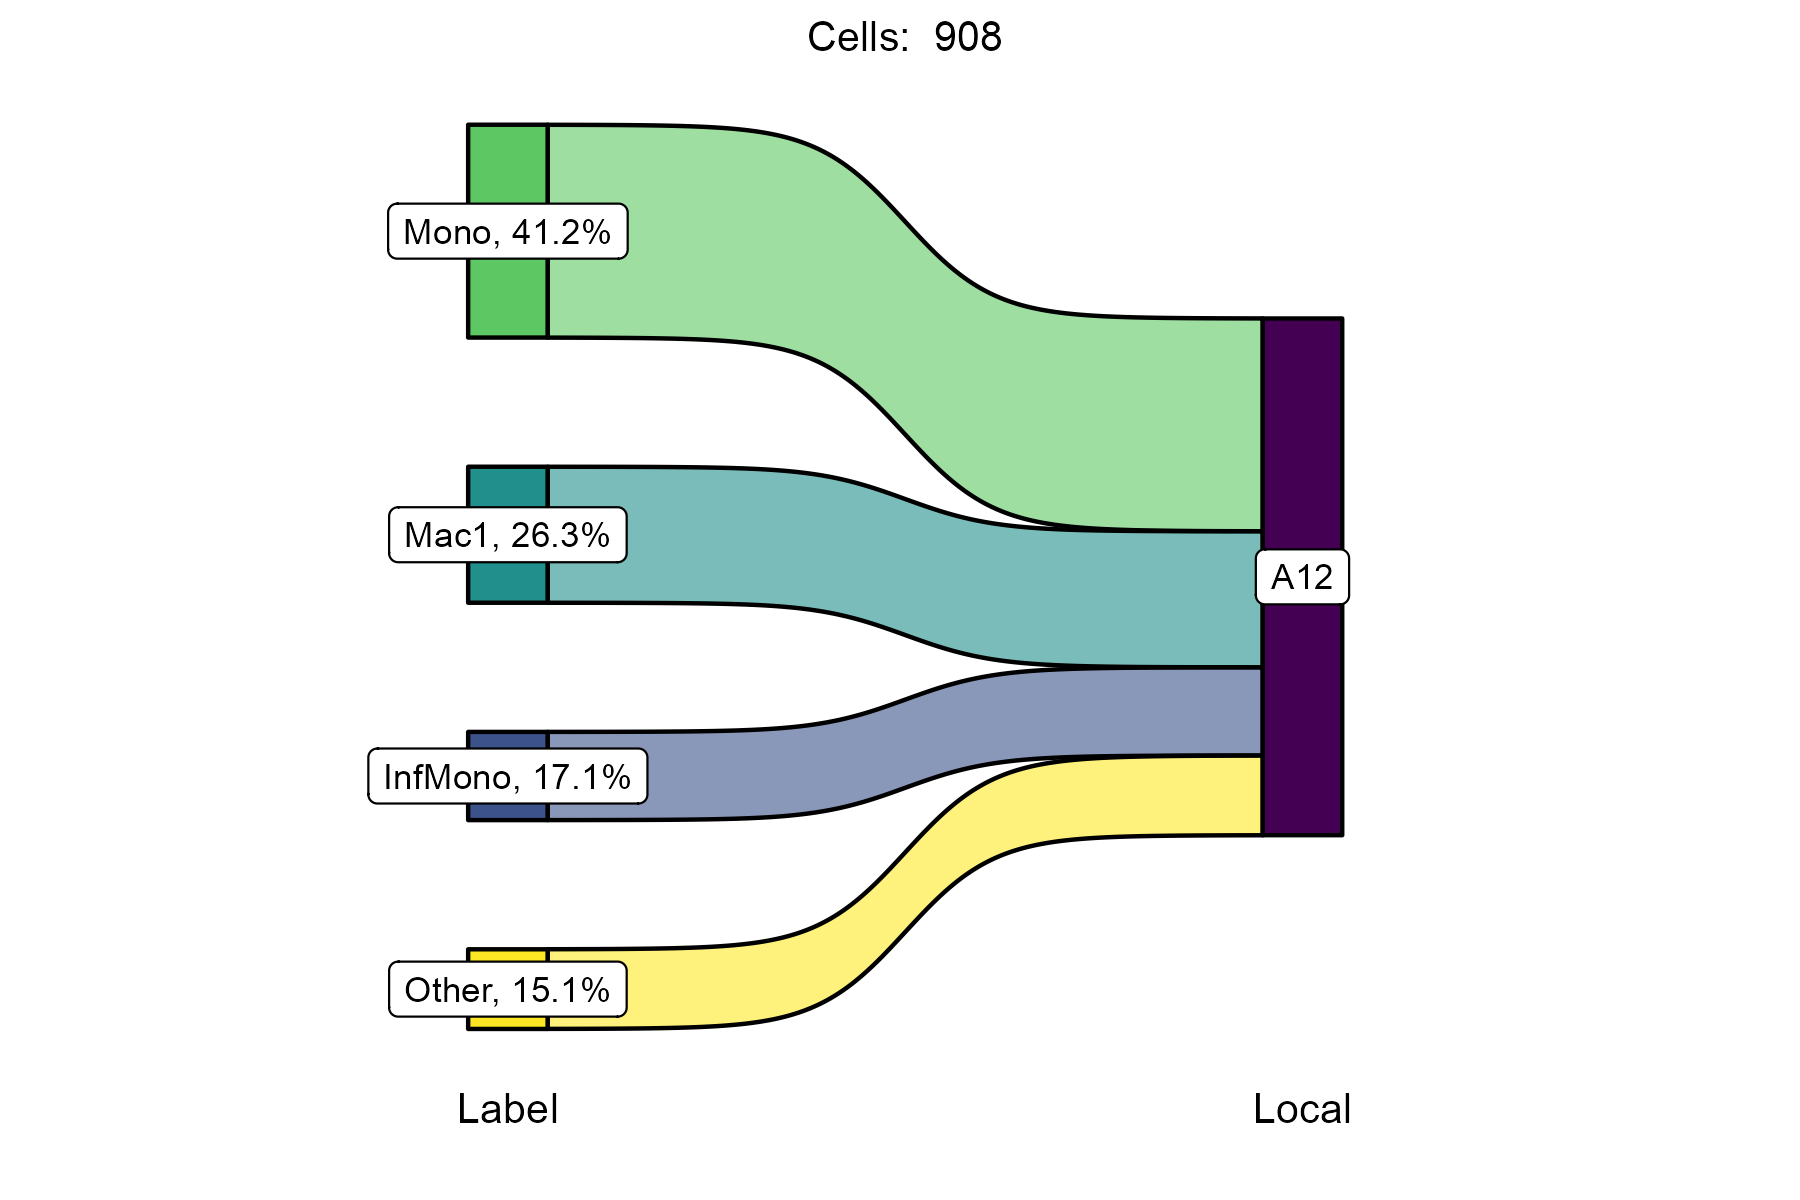 Cells:  908
Mono, 41.2%
Mac1, 26.3%
A12
InfMono, 17.1%
Other, 15.1%
Label
Local